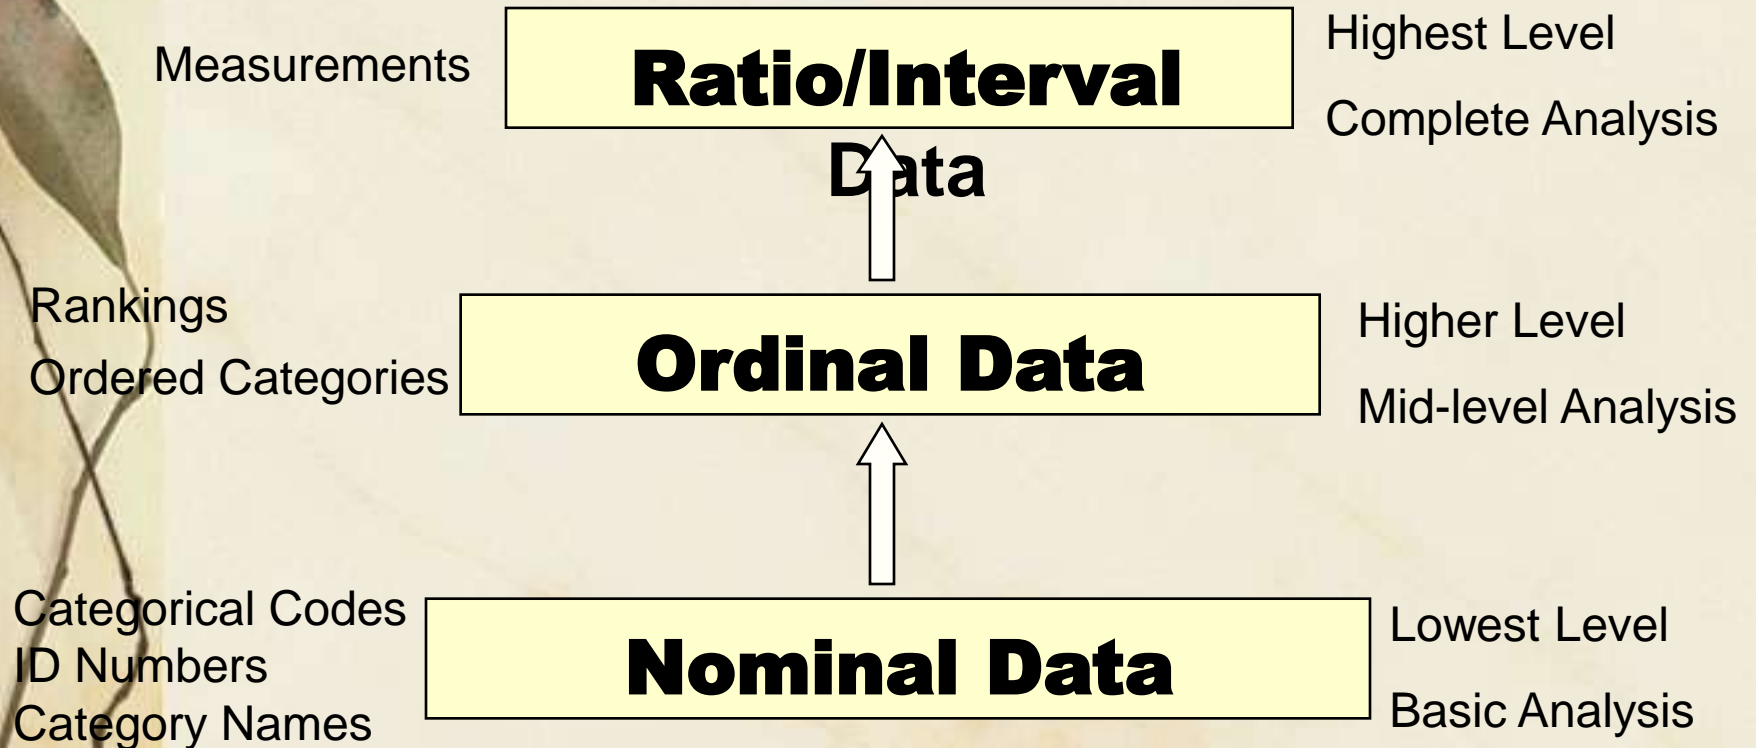 Measurements
Ratio/Interval
Data
Highest Level
Complete Analysis
Rankings
Ordered Categories
Ordinal Data
Higher Level
Mid-level Analysis
Categorical Codes
ID Numbers
Category Names
Nominal Data
Lowest Level
Basic Analysis